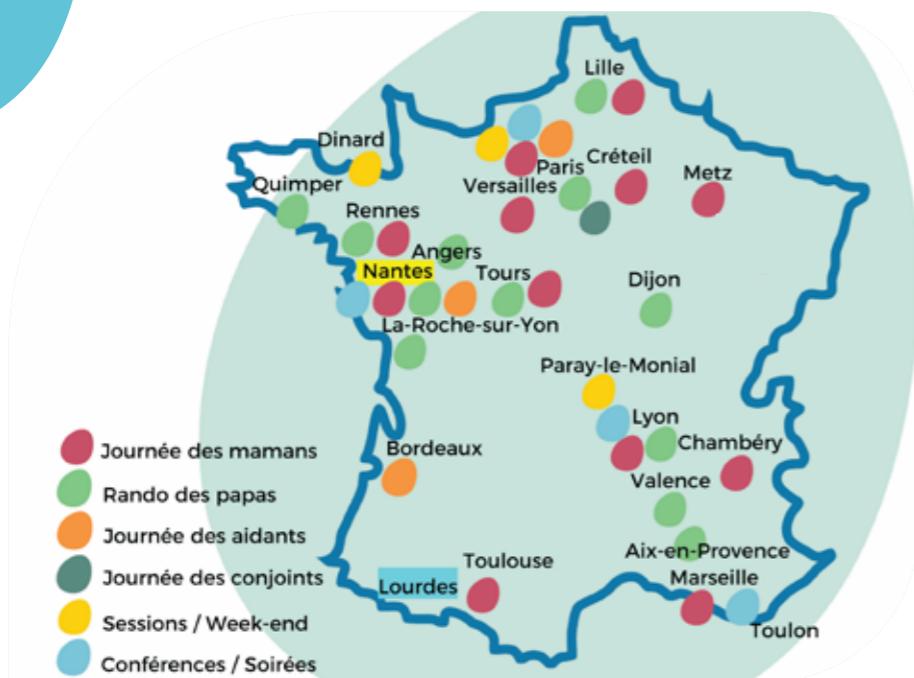 Lille
Dinard
Paris
Créteil
Metz
Versailles
Quimper
Rennes
Angers
Nantes
Tours
Dijon
La-Roche-sur-Yon
Paray-le-Monial
Lyon
Chambéry
Bordeaux
Valence
Aix-en-Provence
Toulouse
Marseille
Lourdes
Toulon
Journée des mamans
Rando des papas
Journée des aidants
Journée des conjoints
Sessions / Week-end
Conférences / Soirées